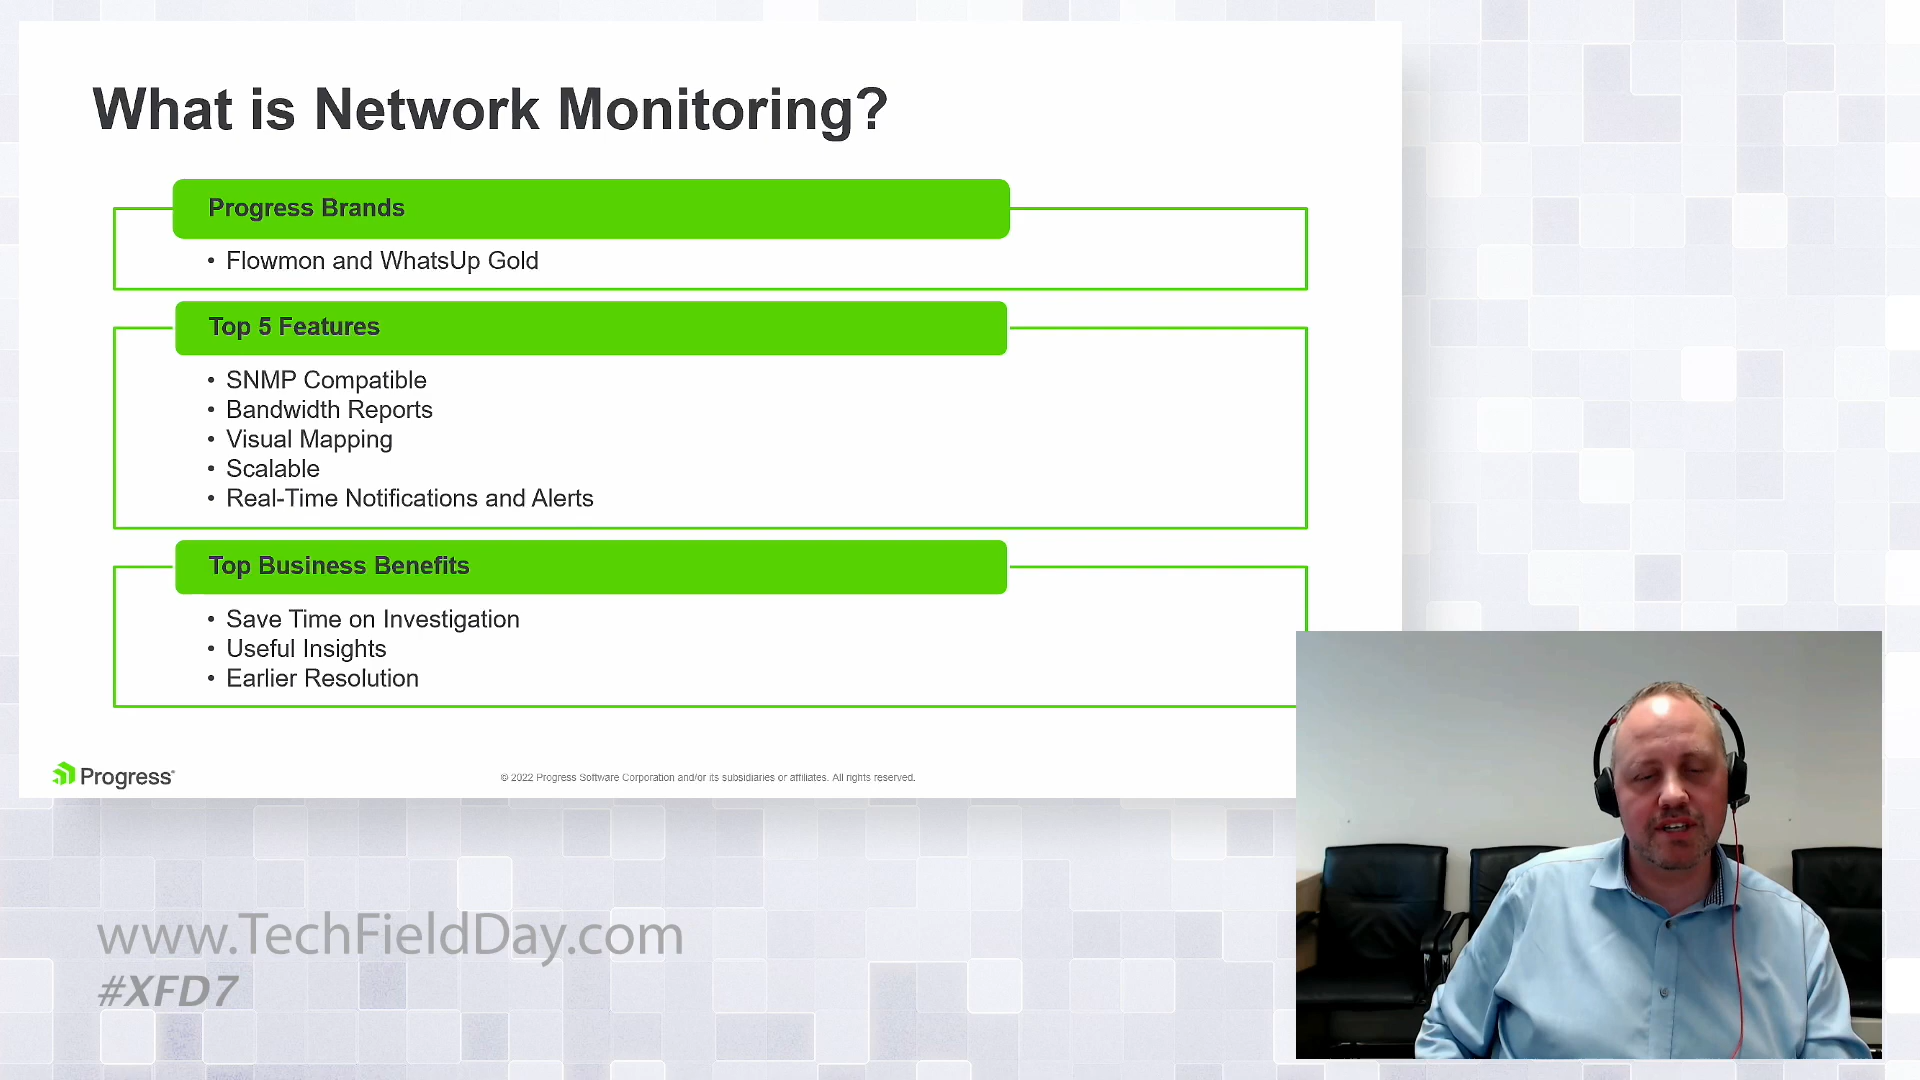 What is Network Monitoring?
Progress Brands
• Flowmon and WhatsUp Gold
Top 5 Features
• SNMP Compatible
• Bandwidth Reports
• Visual Mapping
• Scalable
• Real-Time Notifications and Alerts
Top Business Benefits
• Save Time on Investigation
• Useful Insights
• Earlier Resolution
Progress®
© 2022 Progress Software Corporation and/or its subsidiaries or affiliates. All rights reserved.
www.TechFieldDay.com
#XFD7